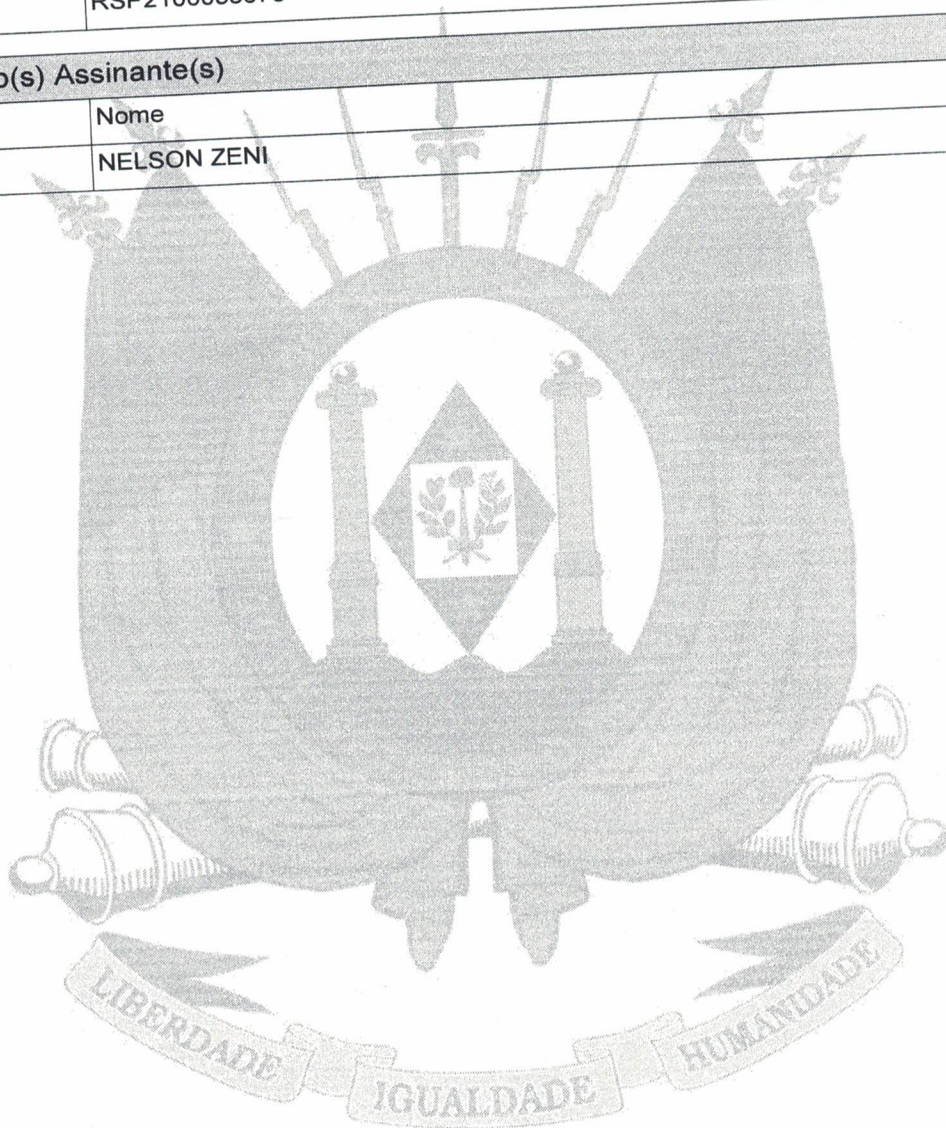 o(s) Assinante(s)
Nome
NELSON ZENI
LIBERDADE
IGUALDADE
HUMANIDADE